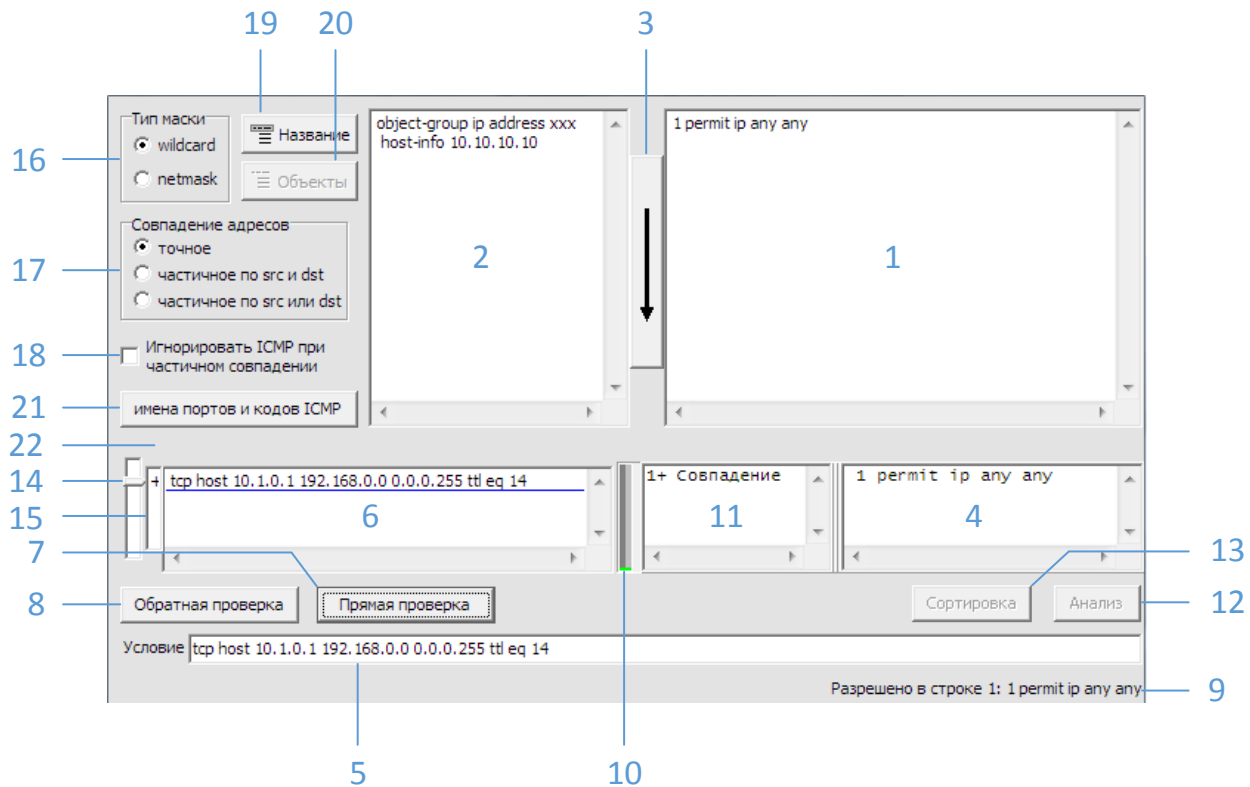 19 20 3
Тип маски
wildcard
netmask
16
Название
Объекты
object-group ip address xxx
host-info 10.10.10.10
1 permit ip any any
Совпадение адресов
точное
частичное по src и dst
частичное по src или dst
17
2
1
18
Игнорировать ICMP при
частичном совпадении
21
имена портов и кодов ICMP
22
14
15
+
tcp host 10.1.0.1 192.168.0.0 0.0.0.255 ttl eq 14
6
1+ Совпадение
11
1 permit ip any any
4
7
13
8
Обратная проверка
Прямая проверка
Сортировка
Анализ
12
Условие tcp host 10.1.0.1 192.168.0.0 0.0.0.255 ttl eq 14
Разрешено в строке 1: 1 permit ip any any
9
5
10